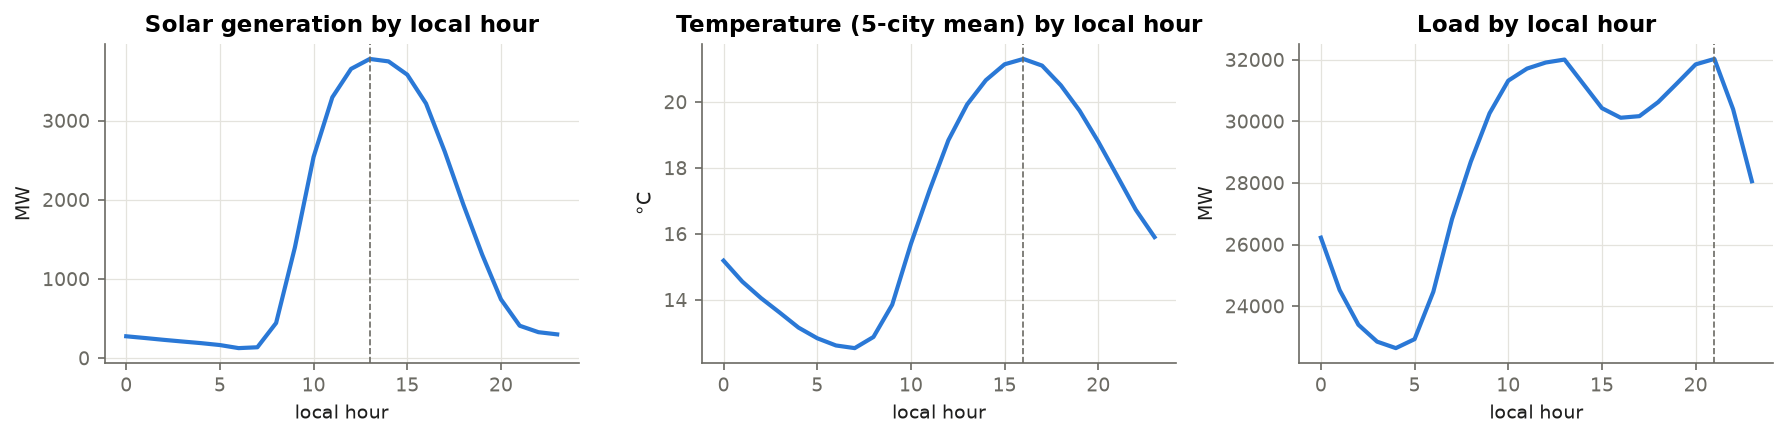 Solar generation by local hour
MW
3000
2000
1000
0
0 5 10 15 20
local hour
Temperature (5-city mean) by local hour
°C
20
18
16
14
0 5 10 15 20
local hour
Load by local hour
MW
32000
30000
28000
26000
24000
0 5 10 15 20
local hour